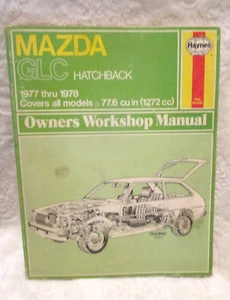 MAZDA
Haynes
GLC HATCHBACK
1977 thru 1978
Covers all models 77.6 cu in (1272 cc)
Owners Workshop Manual